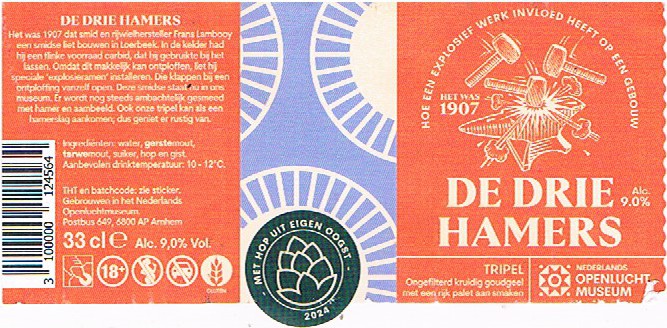 DE DRIE HAMERS
Het was 1907 dat smid en rijwielhersteller Frans Lambooy
een smidse liet bouwen in Loerbeek. In de kelder had
hij een flinke voorraad carbid, dat hij gebruikte bij het
lassen. Omdat dit makkelijk kan ontploffen, liet hij
speciale 'explosieramen' installeren. Die klappen bij een
ontploffing vanzelf open. Deze smidse staat nu in ons
museum. Er wordt nog steeds ambachtelijk gesmeed
met hamer en aambeeld. Ook onze tripel kan als een
hamerslag aankomen; dus geniet er rustig van.
Ingrediënten: water, gerstemout,
tarwemout, suiker, hop en gist.
Aanbevolen drinktemperatuur: 10 - 12°C.
THT en batchcode: zie sticker.
Gebrouwen in het Nederlands
Openluchtmuseum.
Postbus 649, 6800 AP Arnhem
33 cl e Alc. 9,0% Vol.
18+
GLUTEN
3 100000 124564
MET HOP UIT EIGEN OOGST
2024
HOE EEN EXPLOSIEF WERK INVLOED HEEFT OP EEN GEBOUW
HET WAS
1907
DE DRIE
HAMERS
Alc.
9.0%
TRIPEL
Ongefilterd kruidig goudgeel
met een rijk palet aan smaken
NEDERLANDS
OPENLUCHT
MUSEUM